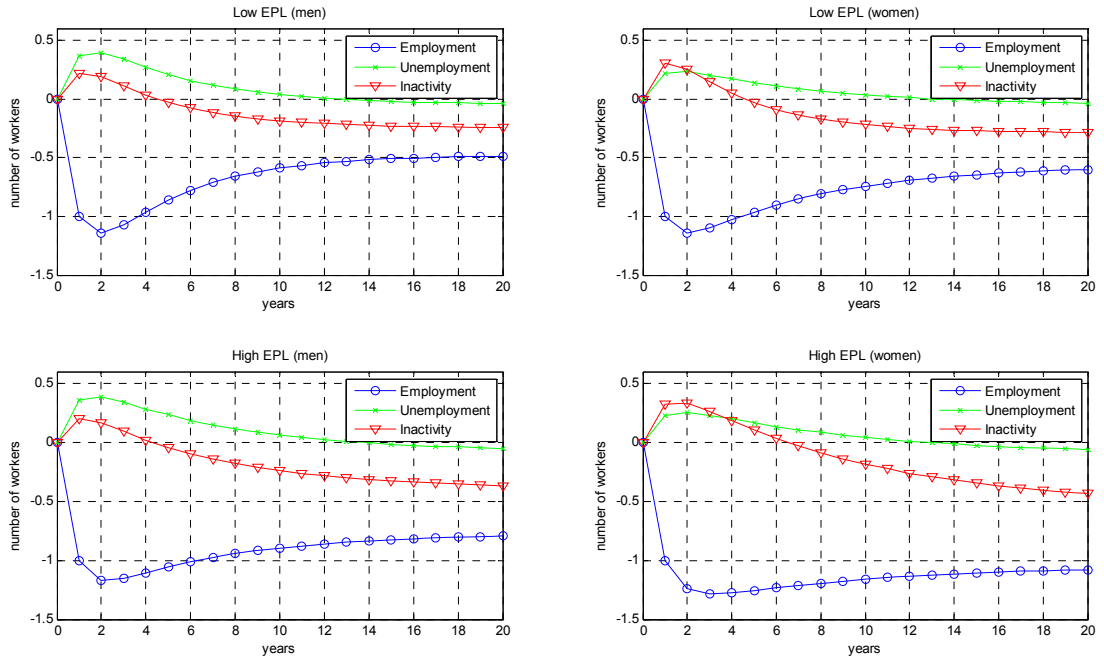 Low EPL (men)
0.5
0
-0.5
-1
-1.5
number of workers
0 2 4 6 8 10 12 14 16 18 20
years
Employment
Unemployment
Inactivity
Low EPL (women)
0.5
0
-0.5
-1
-1.5
number of workers
0 2 4 6 8 10 12 14 16 18 20
years
Employment
Unemployment
Inactivity
High EPL (men)
0.5
0
-0.5
-1
-1.5
number of workers
0 2 4 6 8 10 12 14 16 18 20
years
Employment
Unemployment
Inactivity
High EPL (women)
0.5
0
-0.5
-1
-1.5
number of workers
0 2 4 6 8 10 12 14 16 18 20
years
Employment
Unemployment
Inactivity